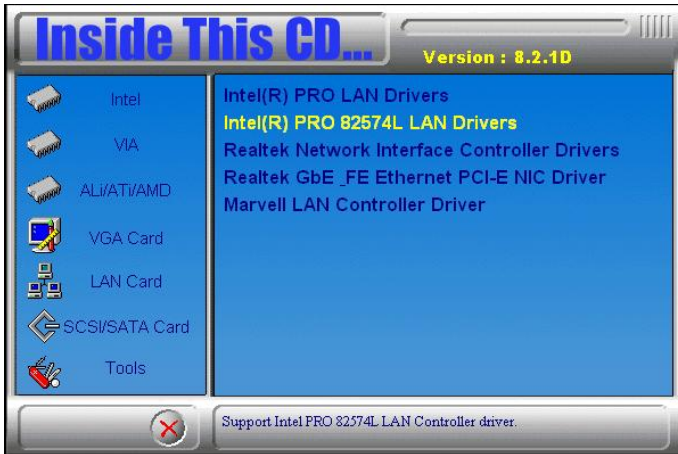 Inside This CD...
Version : 8.2.1D
Intel
VIA
ALi/ATi/AMD
VGA Card
LAN Card
SCSI/SATA Card
Tools
Intel(R) PRO LAN Drivers
Intel(R) PRO 82574L LAN Drivers
Realtek Network Interface Controller Drivers
Realtek GbE _FE Ethernet PCI-E NIC Driver
Marvell LAN Controller Driver
Support Intel PRO 82574L LAN Controller driver.